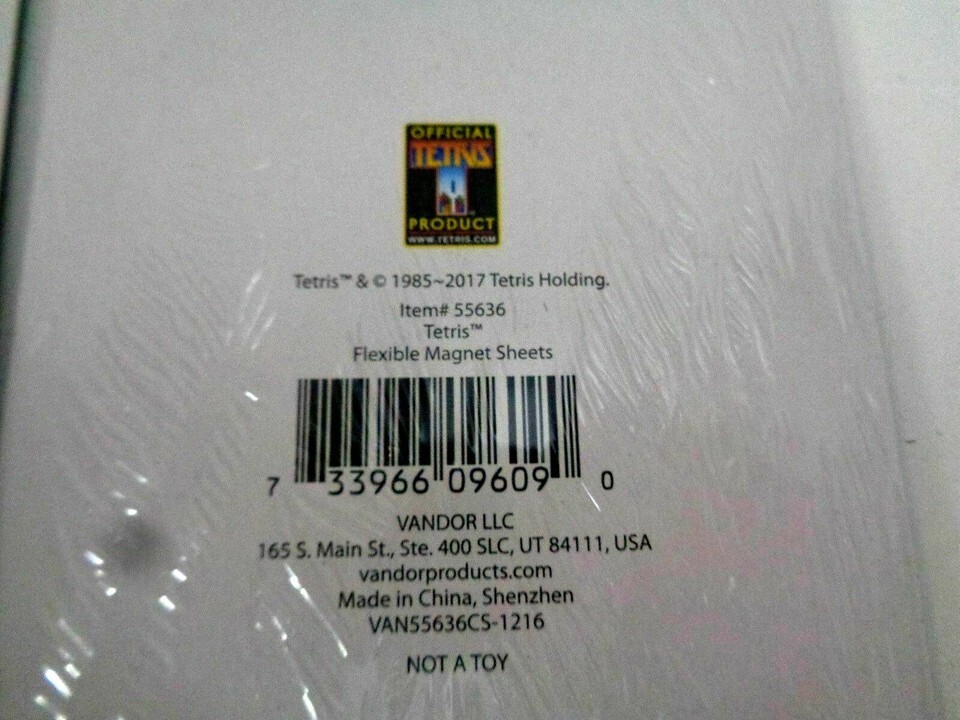 OFFICIAL
TETRIS
PRODUCT
WWW.TETRIS.COM
Tetris™ & © 1985~2017 Tetris Holding.
Item# 55636
Tetris™
Flexible Magnet Sheets
7 33966 09609 0
VANDOR LLC
165 S. Main St., Ste. 400 SLC, UT 84111, USA
vandorproducts.com
Made in China, Shenzhen
VAN55636CS-1216
NOT A TOY